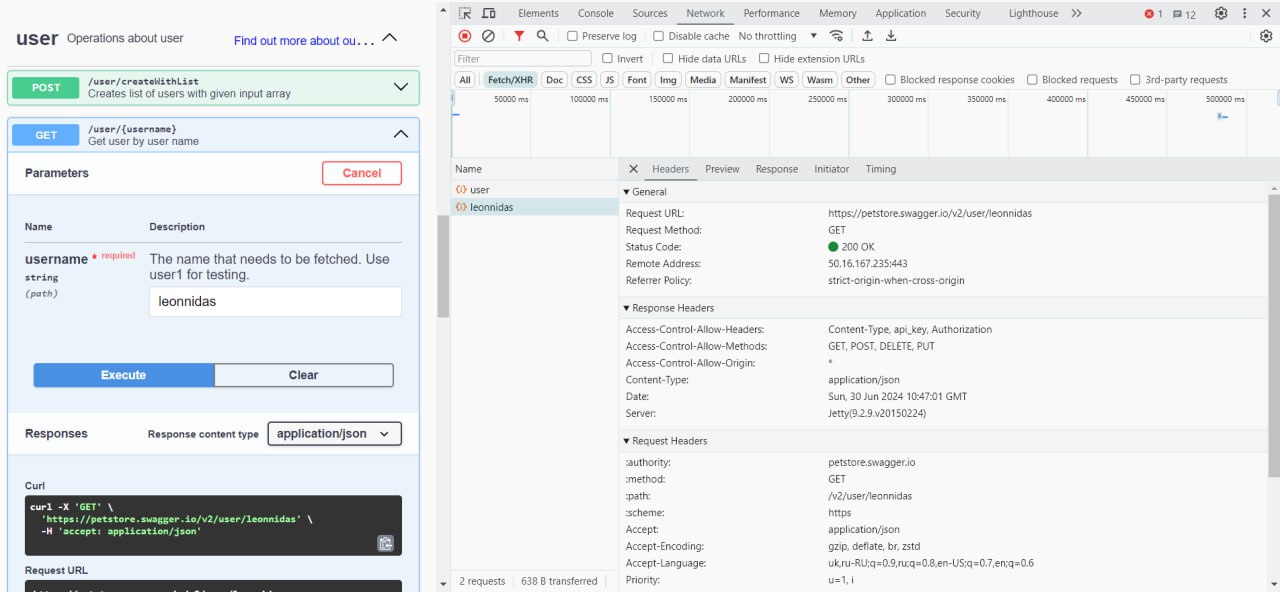 user Operations about user Find out more about ou...
POST /user/createWithList
Creates list of users with given input array
GET /user/{username}
Get user by user name
Parameters
Cancel
Name Description
username * required
string
(path)
The name that needs to be fetched. Use
user1 for testing.
leonnidas
Execute Clear
Responses Response content type application/json
Curl
curl -X 'GET' \
'https://petstore.swagger.io/v2/user/leonnidas' \
-H 'accept: application/json'
Request URL
Elements Console Sources Network Performance Memory Application Security Lighthouse 1 12
Preserve log Disable cache No throttling
Filter Invert Hide data URLs Hide extension URLs
All Fetch/XHR Doc CSS JS Font Img Media Manifest WS Wasm Other Blocked response cookies Blocked requests 3rd-party requests
50000 ms 100000 ms 150000 ms 200000 ms 250000 ms 300000 ms 350000 ms 400000 ms 450000 ms 500000 ms
Name
user
leonnidas
2 requests 638 B transferred
Headers Preview Response Initiator Timing
General
Request URL: https://petstore.swagger.io/v2/user/leonnidas
Request Method: GET
Status Code: 200 OK
Remote Address: 50.16.167.235:443
Referrer Policy: strict-origin-when-cross-origin
Response Headers
Access-Control-Allow-Headers: Content-Type, api_key, Authorization
Access-Control-Allow-Methods: GET, POST, DELETE, PUT
Access-Control-Allow-Origin: *
Content-Type: application/json
Date: Sun, 30 Jun 2024 10:47:01 GMT
Server: Jetty(9.2.9.v20150224)
Request Headers
:authority: petstore.swagger.io
:method: GET
:path: /v2/user/leonnidas
:scheme: https
Accept: application/json
Accept-Encoding: gzip, deflate, br, zstd
Accept-Language: uk,ru-RU;q=0.9,ru;q=0.8,en-US;q=0.7,en;q=0.6
Priority: u=1, i